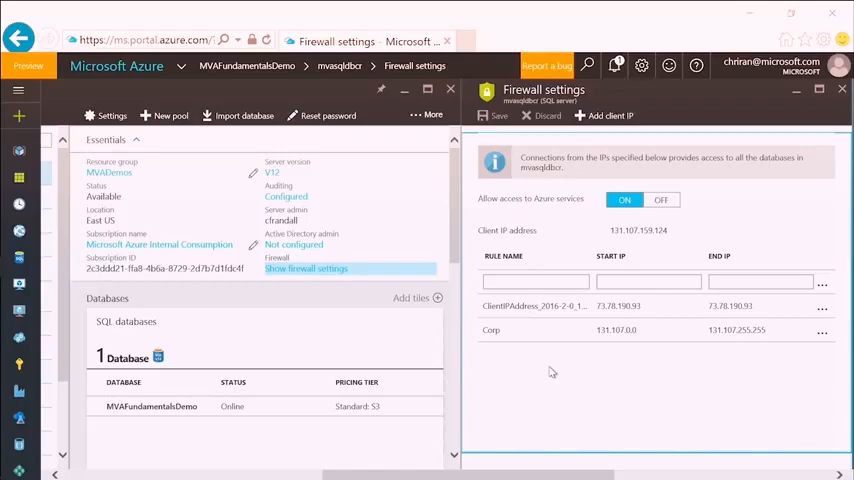 https://ms.portal.azure.com/
Firewall settings - Microsoft ...
Preview
Microsoft Azure
MVAFundamentalsDemo
mvasqldbcr
Firewall settings
Report a bug
chriran@microsoft.com
MICROSOFT
Settings
New pool
Import database
Reset password
... More
Essentials
Resource group
MVADemos
Server version
V12
Status
Available
Auditing
Configured
Location
East US
Server admin
cfrandall
Subscription name
Microsoft Azure Internal Consumption
Active Directory admin
Not configured
Subscription ID
2c3ddd21-ffa8-4b6a-8729-2d7b7d1fdc4f
Firewall
Show firewall settings
Databases
Add tiles
SQL databases
1 Database
DATABASE STATUS PRICING TIER
MVAFundamentalsDemo Online Standard: S3
Firewall settings
mvasqldbcr (SQL server)
Save
Discard
Add client IP
Connections from the IPs specified below provides access to all the databases in
mvasqldbcr.
Allow access to Azure services ON OFF
Client IP address 131.107.159.124
RULE NAME START IP END IP
ClientIPAddress_2016-2-0_1... 73.78.190.93 73.78.190.93 ...
Corp 131.107.0.0 131.107.255.255 ...